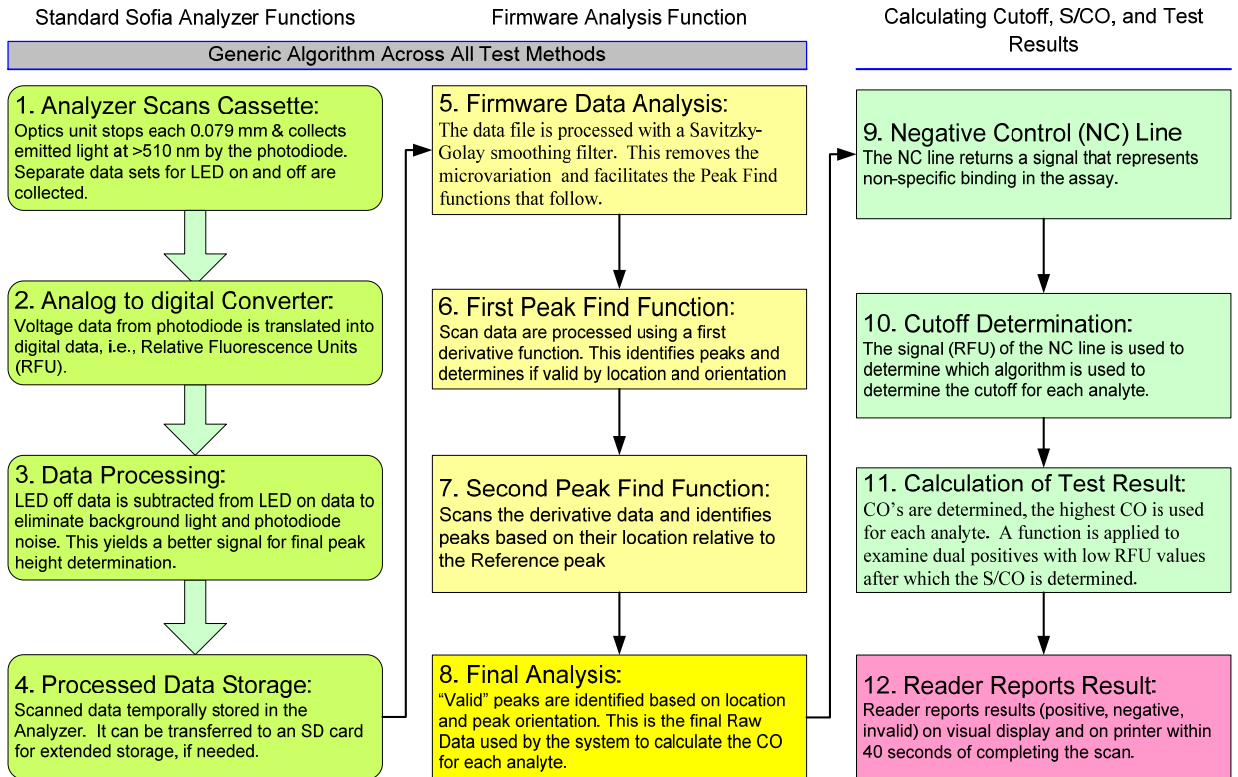 Standard Sofia Analyzer Functions
Firmware Analysis Function
Calculating Cutoff, S/CO, and Test
Results
Generic Algorithm Across All Test Methods
1. Analyzer Scans Cassette:
Optics unit stops each 0.079 mm & collects
emitted light at >510 nm by the photodiode.
Separate data sets for LED on and off are
collected.
2. Analog to digital Converter:
Voltage data from photodiode is translated into
digital data, i.e., Relative Fluorescence Units
(RFU).
3. Data Processing:
LED off data is subtracted from LED on data to
eliminate background light and photodiode
noise. This yields a better signal for final peak
height determination.
4. Processed Data Storage:
Scanned data temporally stored in the
Analyzer. It can be transferred to an SD card
for extended storage, if needed.
5. Firmware Data Analysis:
The data file is processed with a Savitzky-
Golay smoothing filter. This removes the
microvariation and facilitates the Peak Find
functions that follow.
6. First Peak Find Function:
Scan data are processed using a first
derivative function. This identifies peaks and
determines if valid by location and orientation
7. Second Peak Find Function:
Scans the derivative data and identifies
peaks based on their location relative to
the Reference peak
8. Final Analysis:
“Valid” peaks are identified based on location
and peak orientation. This is the final Raw
Data used by the system to calculate the CO
for each analyte.
9. Negative Control (NC) Line
The NC line returns a signal that represents
non-specific binding in the assay.
10. Cutoff Determination:
The signal (RFU) of the NC line is used to
determine which algorithm is used to
determine the cutoff for each analyte.
11. Calculation of Test Result:
CO’s are determined, the highest CO is used
for each analyte. A function is applied to
examine dual positives with low RFU values
after which the S/CO is determined.
12. Reader Reports Result:
Reader reports results (positive, negative,
invalid) on visual display and on printer within
40 seconds of completing the scan.